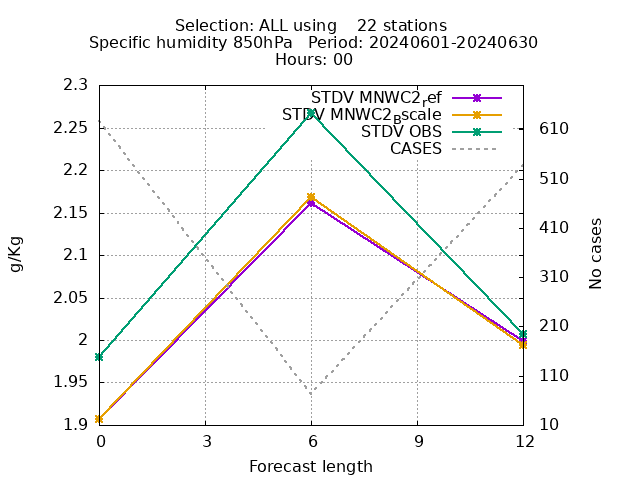 Selection: ALL using    22 stations
Specific humidity 850hPa   Period: 20240601-20240630
Hours: 00
STDV MNWC2_ref
STDV MNWC2_Bscale
STDV OBS
CASES
2.3
2.25
2.2
2.15
2.1
2.05
2
1.95
1.9
g/Kg
610
510
410
310
210
110
10
No cases
0 3 6 9 12
Forecast length